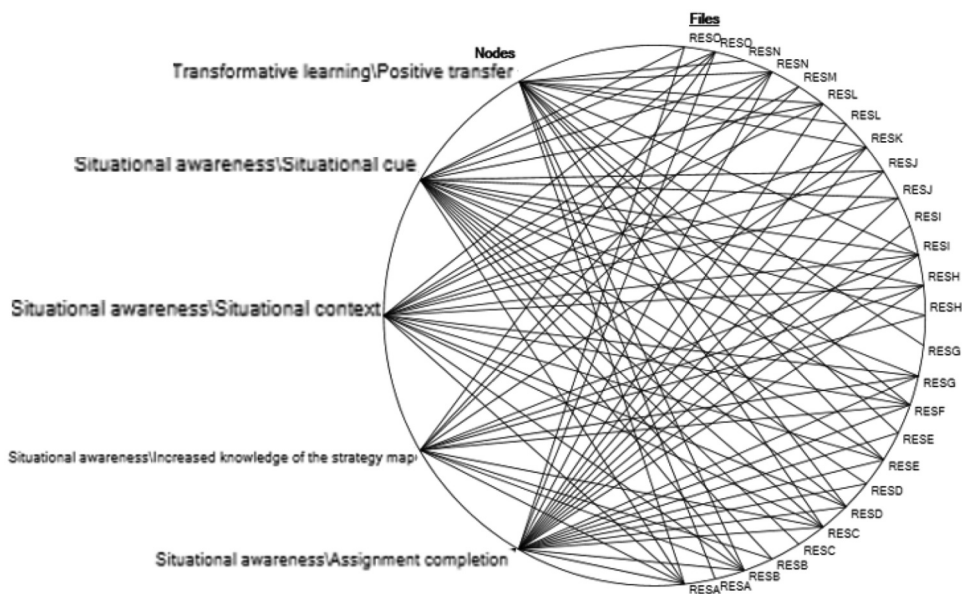 Files
Nodes
Transformative learning\Positive transfer
Situational awareness\Situational cue
Situational awareness\Situational context
Situational awareness\Increased knowledge of the strategy map
Situational awareness\Assignment completion
RESO
RESO
RESN
RESN
RESM
RESL
RESL
RESK
RESJ
RESJ
RESI
RESI
RESH
RESH
RESG
RESG
RESF
RESE
RESE
RESD
RESD
RESC
RESC
RESB
RESB
RESA
RESA